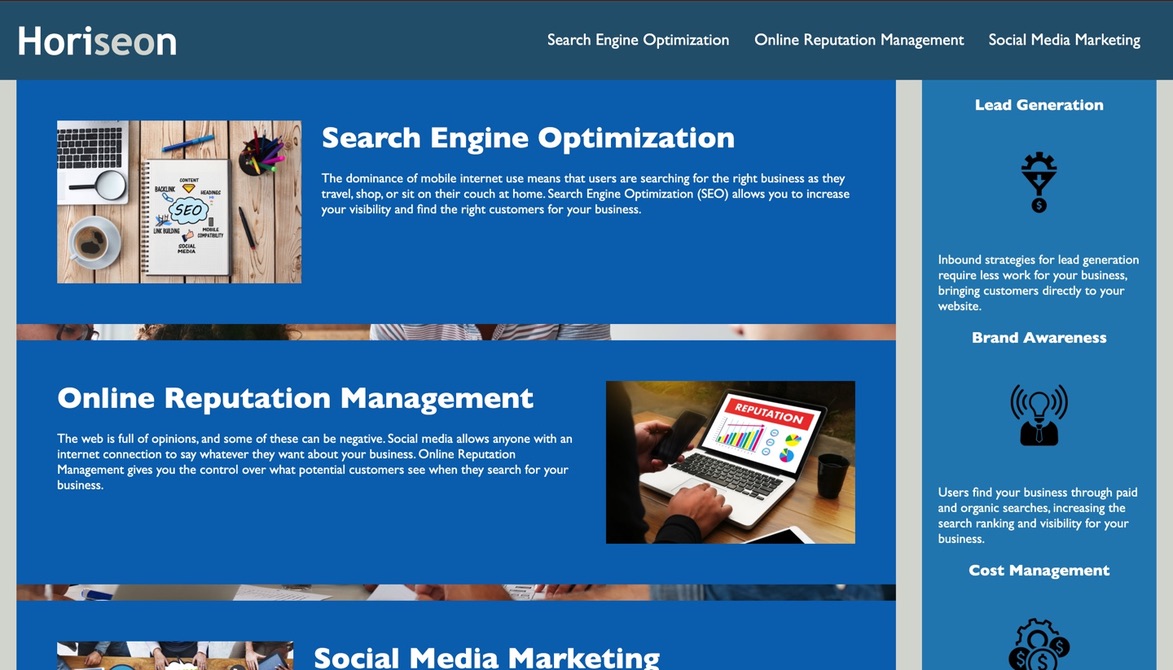 Horiseon
Search Engine Optimization
Online Reputation Management
Social Media Marketing
Search Engine Optimization
The dominance of mobile internet use means that users are searching for the right business as they
travel, shop, or sit on their couch at home. Search Engine Optimization (SEO) allows you to increase
your visibility and find the right customers for your business.
CONTENT
BACKLINK
HEADINGS
SEO
LINK BUILDING
MOBILE
COMPATIBILITY
SOCIAL
MEDIA
Online Reputation Management
The web is full of opinions, and some of these can be negative. Social media allows anyone with an
internet connection to say whatever they want about your business. Online Reputation
Management gives you the control over what potential customers see when they search for your
business.
REPUTATION
Social Media Marketing
Lead Generation
$
Inbound strategies for lead generation
require less work for your business,
bringing customers directly to your
website.
Brand Awareness
Users find your business through paid
and organic searches, increasing the
search ranking and visibility for your
business.
Cost Management
$ $